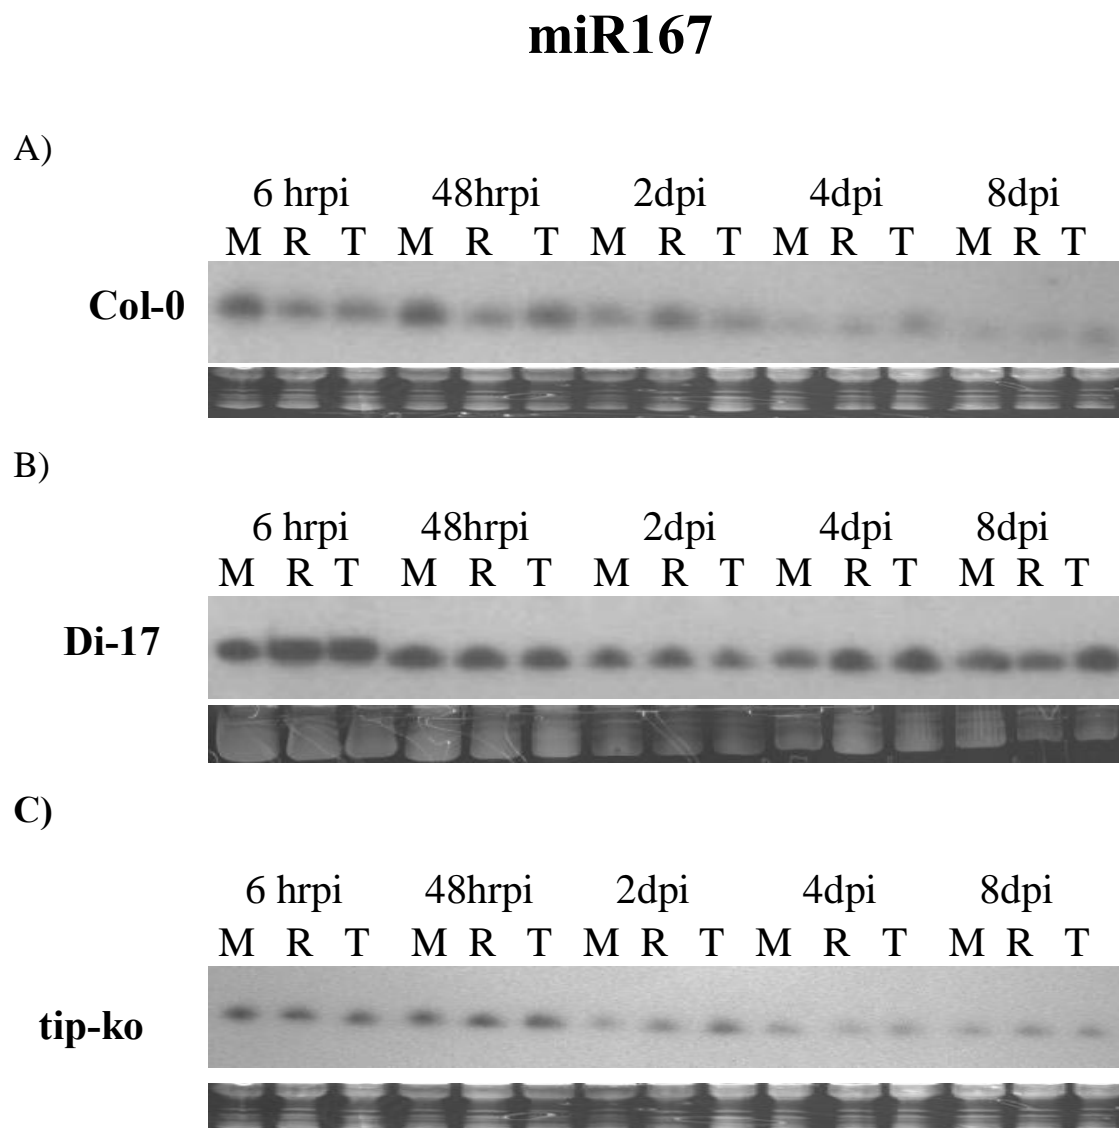 miR167
A)
6 hrpi 48hrpi 2dpi 4dpi 8dpi
M R T M R T M R T M R T M R T
Col-0
B)
6 hrpi 48hrpi 2dpi 4dpi 8dpi
M R T M R T M R T M R T M R T
Di-17
C)
6 hrpi 48hrpi 2dpi 4dpi 8dpi
M R T M R T M R T M R T M R T
tip-ko